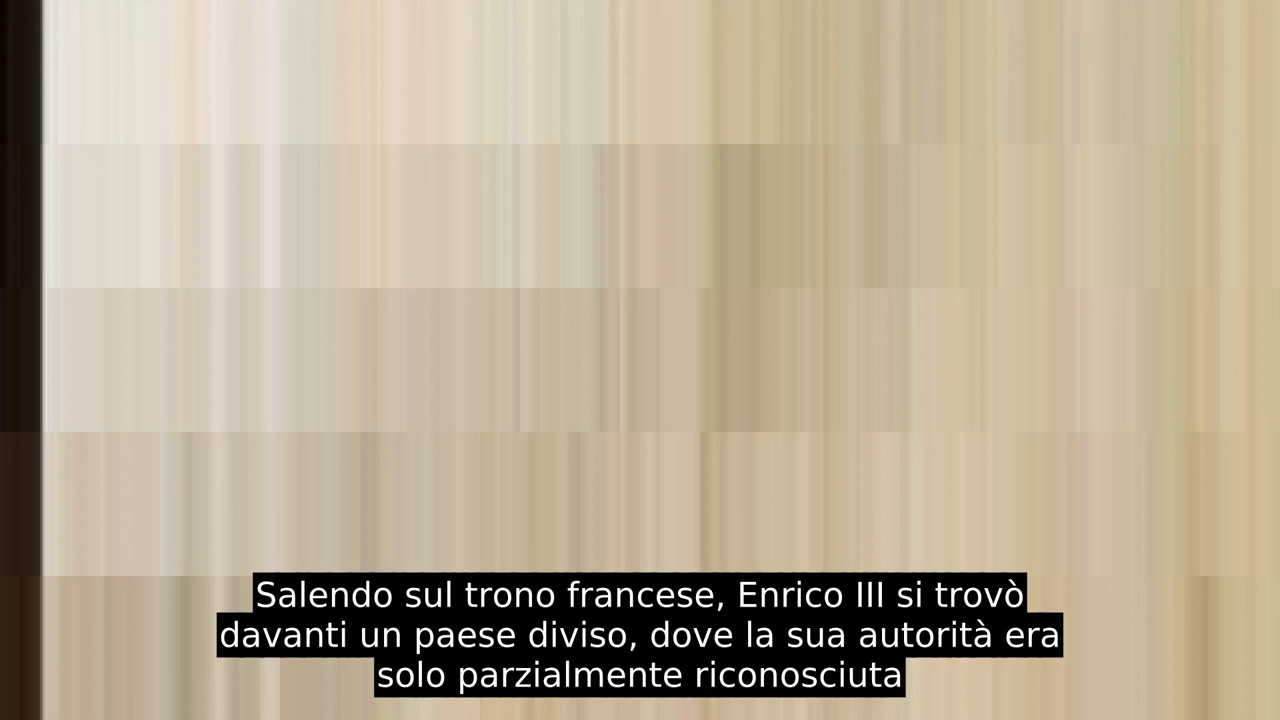 Salendo sul trono francese, Enrico III si trovò
davanti un paese diviso, dove la sua autorità era
solo parzialmente riconosciuta